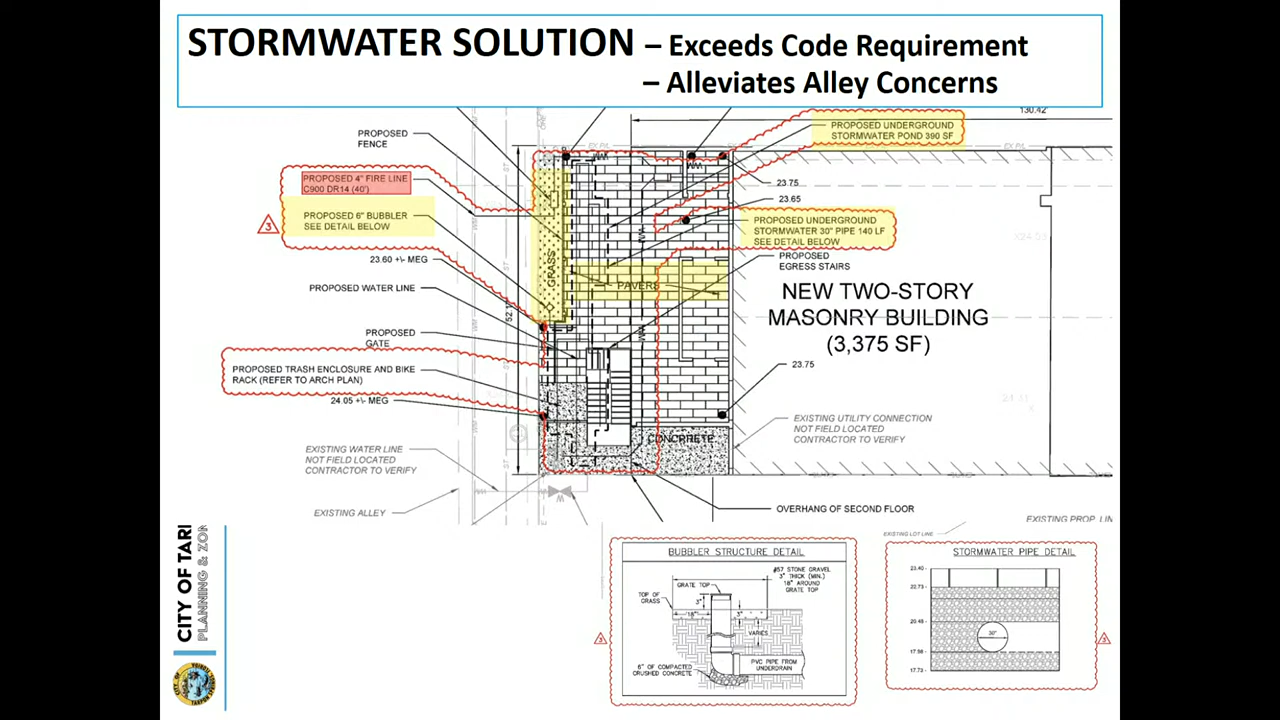 STORMWATER SOLUTION – Exceeds Code Requirement
– Alleviates Alley Concerns
130.42'
PROPOSED
FENCE
PROPOSED UNDERGROUND
STORMWATER POND 390 SF
PROPOSED 4" FIRE LINE
C900 DR14 (40')
23.75
23.65
3
PROPOSED 6" BUBBLER
SEE DETAIL BELOW
PROPOSED UNDERGROUND
STORMWATER 30" PIPE 140 LF
SEE DETAIL BELOW
23.60 +/- MEG
PROPOSED
EGRESS STAIRS
GRASS
PAVERS
PROPOSED WATER LINE
NEW TWO-STORY
MASONRY BUILDING
(3,375 SF)
PROPOSED
GATE
PROPOSED TRASH ENCLOSURE AND BIKE
RACK (REFER TO ARCH PLAN)
23.75
24.05 +/- MEG
EXISTING UTILITY CONNECTION
NOT FIELD LOCATED
CONTRACTOR TO VERIFY
CONCRETE
EXISTING WATER LINE
NOT FIELD LOCATED
CONTRACTOR TO VERIFY
EXISTING ALLEY
OVERHANG OF SECOND FLOOR
EXISTING PROP. LIN
EXISTING LOT LINE
CITY OF TARI
PLANNING & ZON
BUBBLER STRUCTURE DETAIL
#57 STONE GRAVEL
3" THICK (MIN.)
18" AROUND
GRATE TOP
GRATE TOP
TOP OF
GRASS
3"
18"
3"
VARIES
PVC PIPE FROM
UNDERDRAIN
6" OF COMPACTED
CRUSHED CONCRETE
3
STORMWATER PIPE DETAIL
23.40
22.73
20.48
30"
17.98
17.73
3